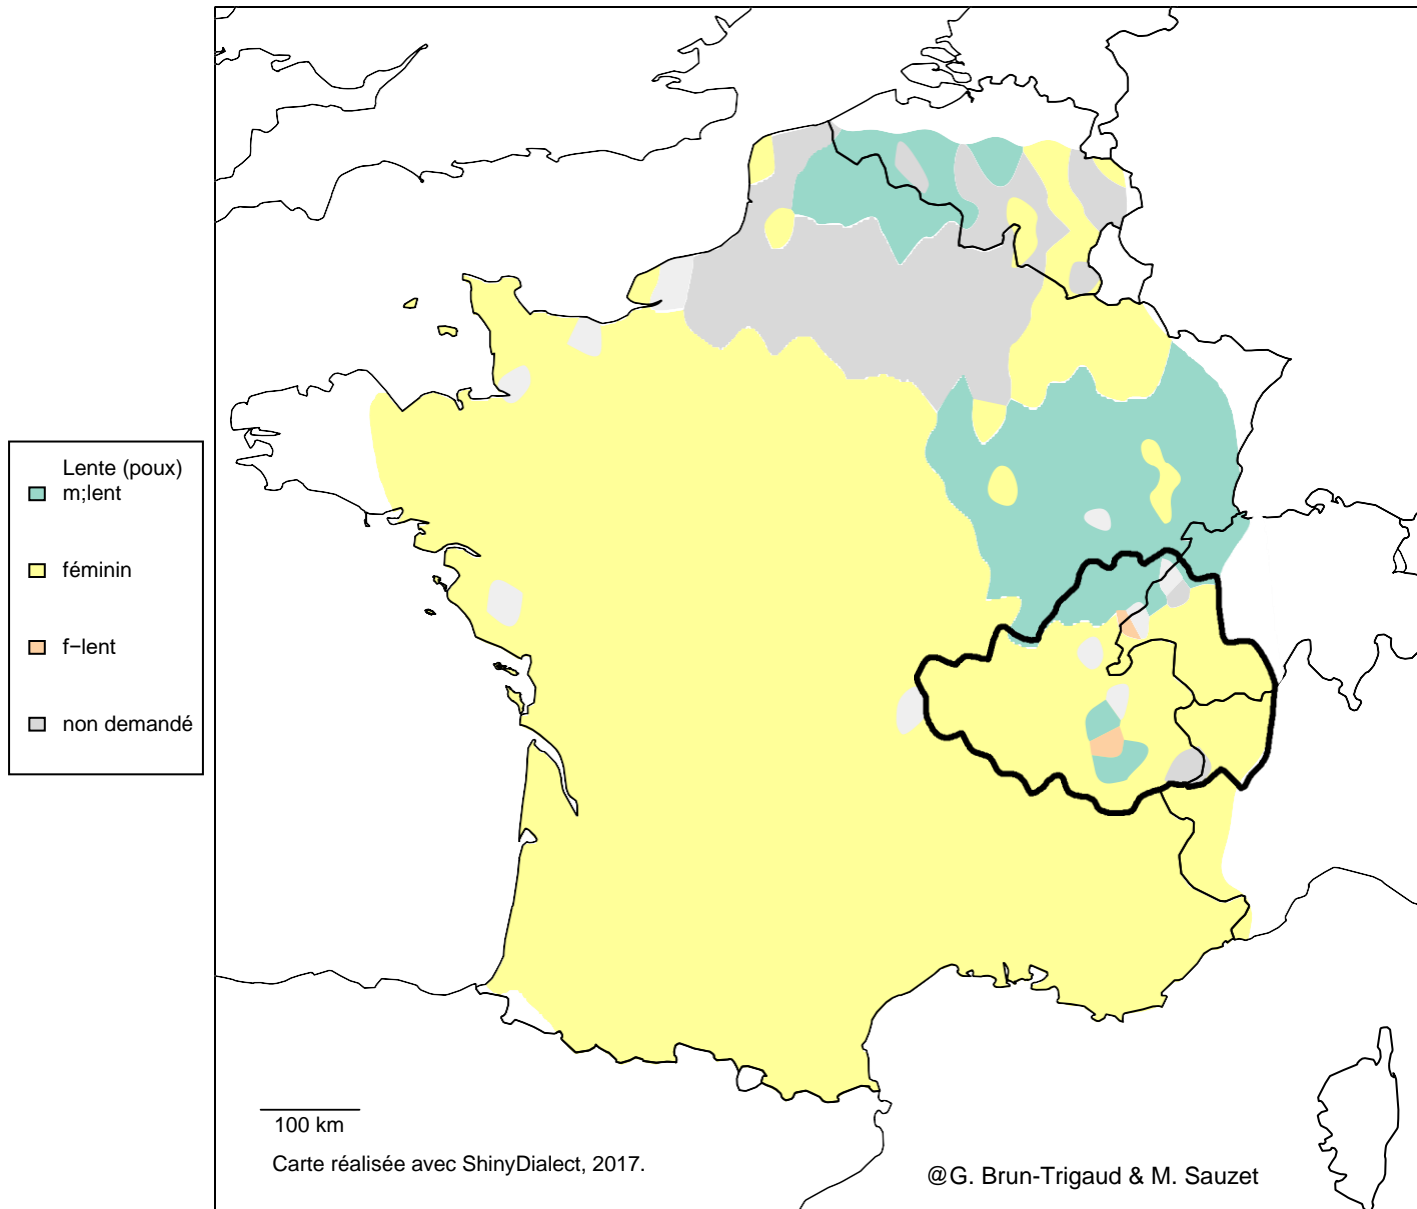 Lente (poux)
m;lent
féminin
f−lent
non demandé
100 km
Carte réalisée avec ShinyDialect, 2017.
@G. Brun-Trigaud & M. Sauzet